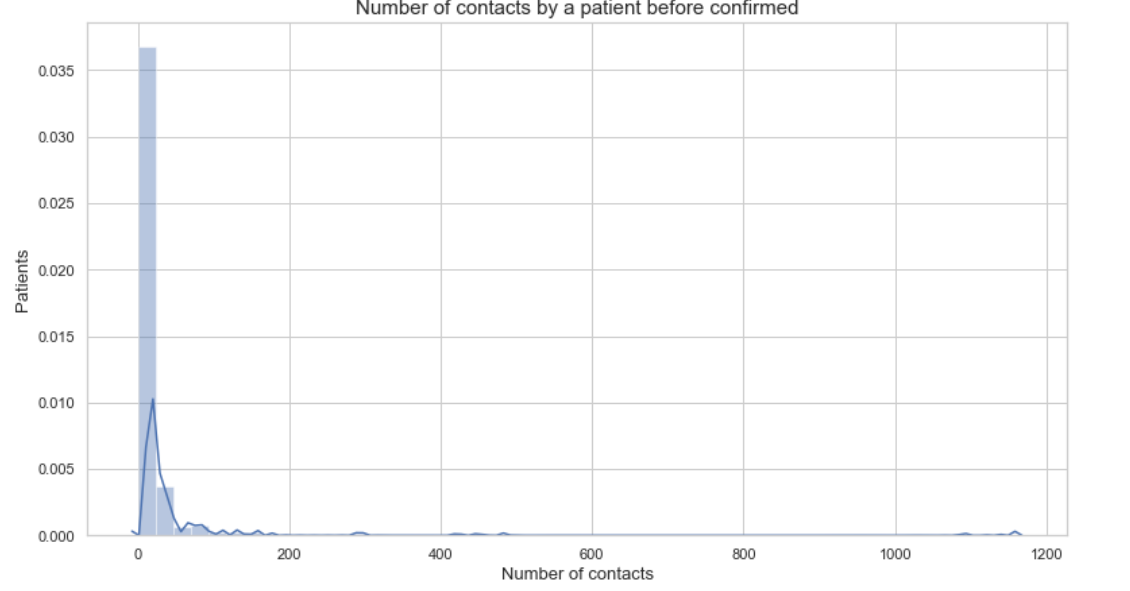 Number of contacts by a patient before confirmed
0.035
0.030
0.025
0.020
0.015
0.010
0.005
0.000
Patients
0 200 400 600 800 1000 1200
Number of contacts